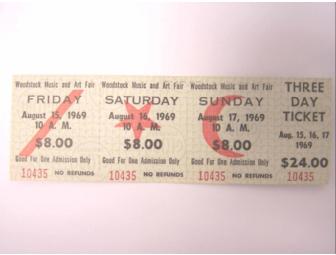 Woodstock Music and Art Fair
FRIDAY
August 15, 1969
10 A. M.
$8.00
Good For One Admission Only
10435 NO REFUNDS
Woodstock Music and Art Fair
SATURDAY
August 16, 1969
10 A. M.
$8.00
Good For One Admission Only
10435 NO REFUNDS
Woodstock Music and Art Fair
SUNDAY
August 17, 1969
10 A. M.
$8.00
Good For One Admission Only
10435 NO REFUNDS
THREE
DAY
TICKET
Aug. 15, 16, 17
1969
$24.00
10435